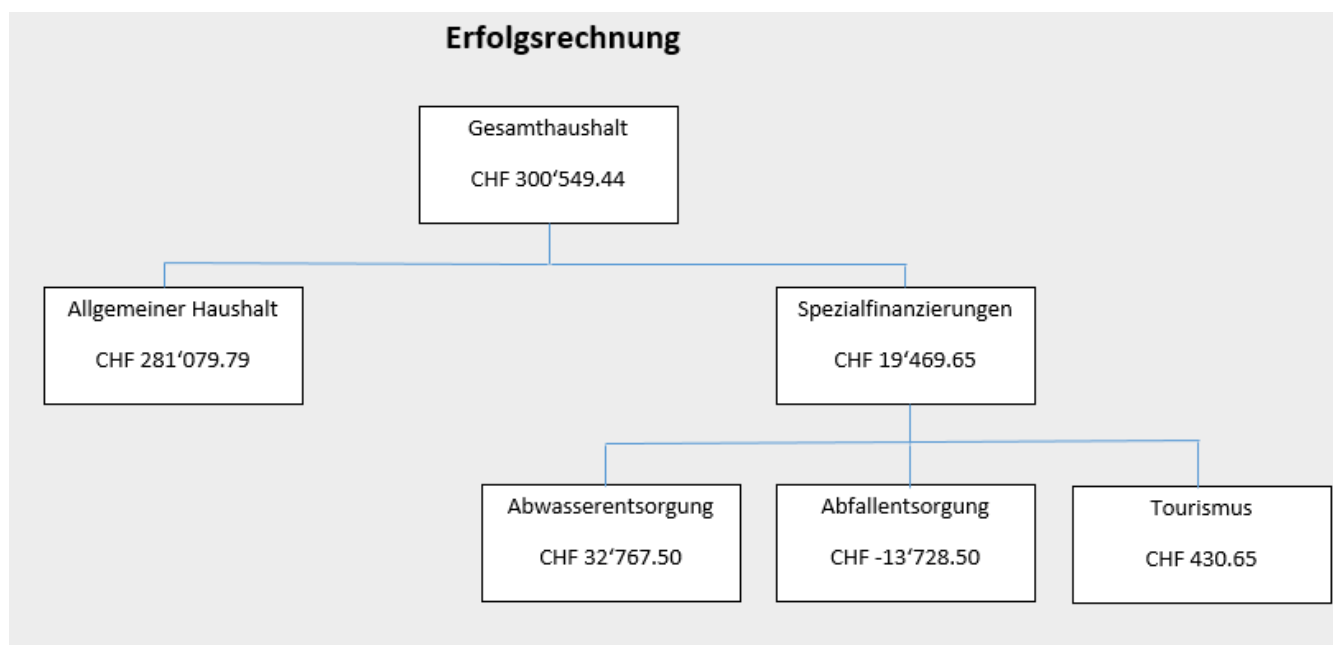 Erfolgsrechnung
Gesamthaushalt
CHF 300‘549.44
Allgemeiner Haushalt
CHF 281‘079.79
Spezialfinanzierungen
CHF 19‘469.65
Abwasserentsorgung
CHF 32‘767.50
Abfallentsorgung
CHF -13‘728.50
Tourismus
CHF 430.65